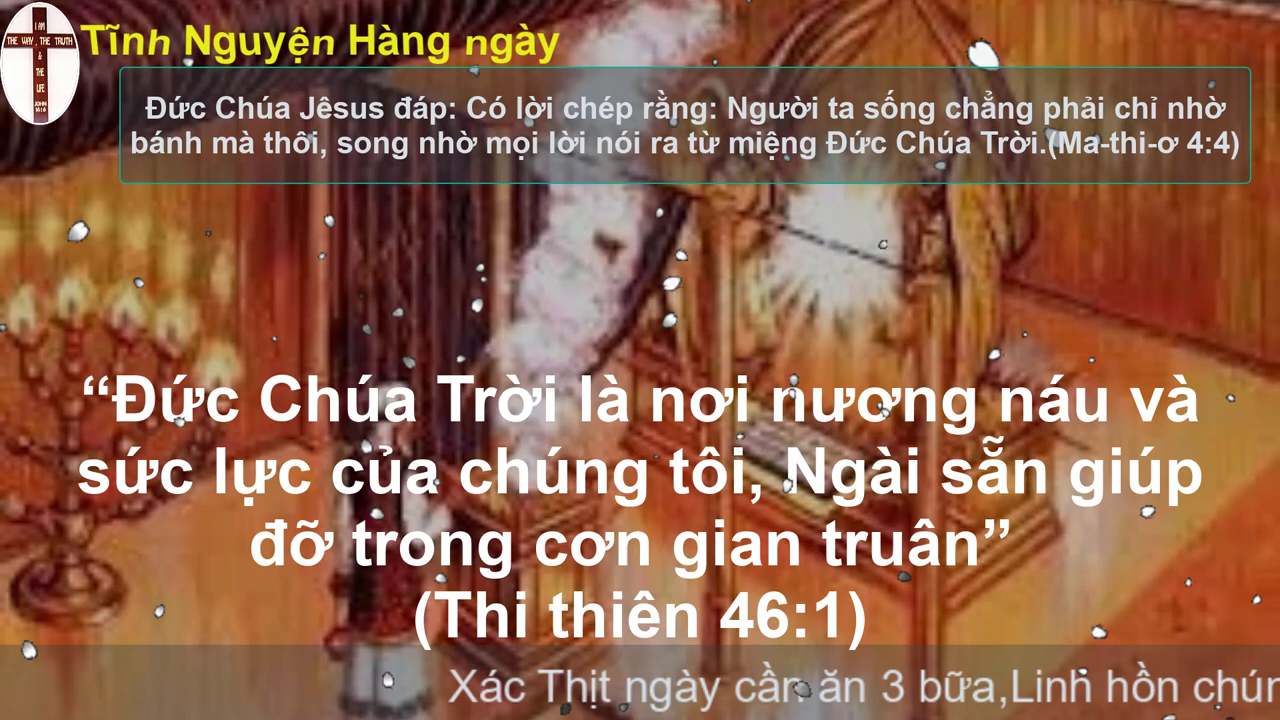 I AM
THE WAY, THE TRUTH
&
THE
LIFE
JOHN
Tĩnh Nguyện Hàng ngày
Đức Chúa Jêsus đáp: Có lời chép rằng: Người ta sống chẳng phải chỉ nhờ
bánh mà thôi, song nhờ mọi lời nói ra từ miệng Đức Chúa Trời.(Ma-thi-ơ 4:4)
“Đức Chúa Trời là nơi nương náu và
sức lực của chúng tôi, Ngài sẵn giúp
đỡ trong cơn gian truân”
(Thi thiên 46:1)
Xác Thịt ngày cần ăn 3 bữa,Linh hồn